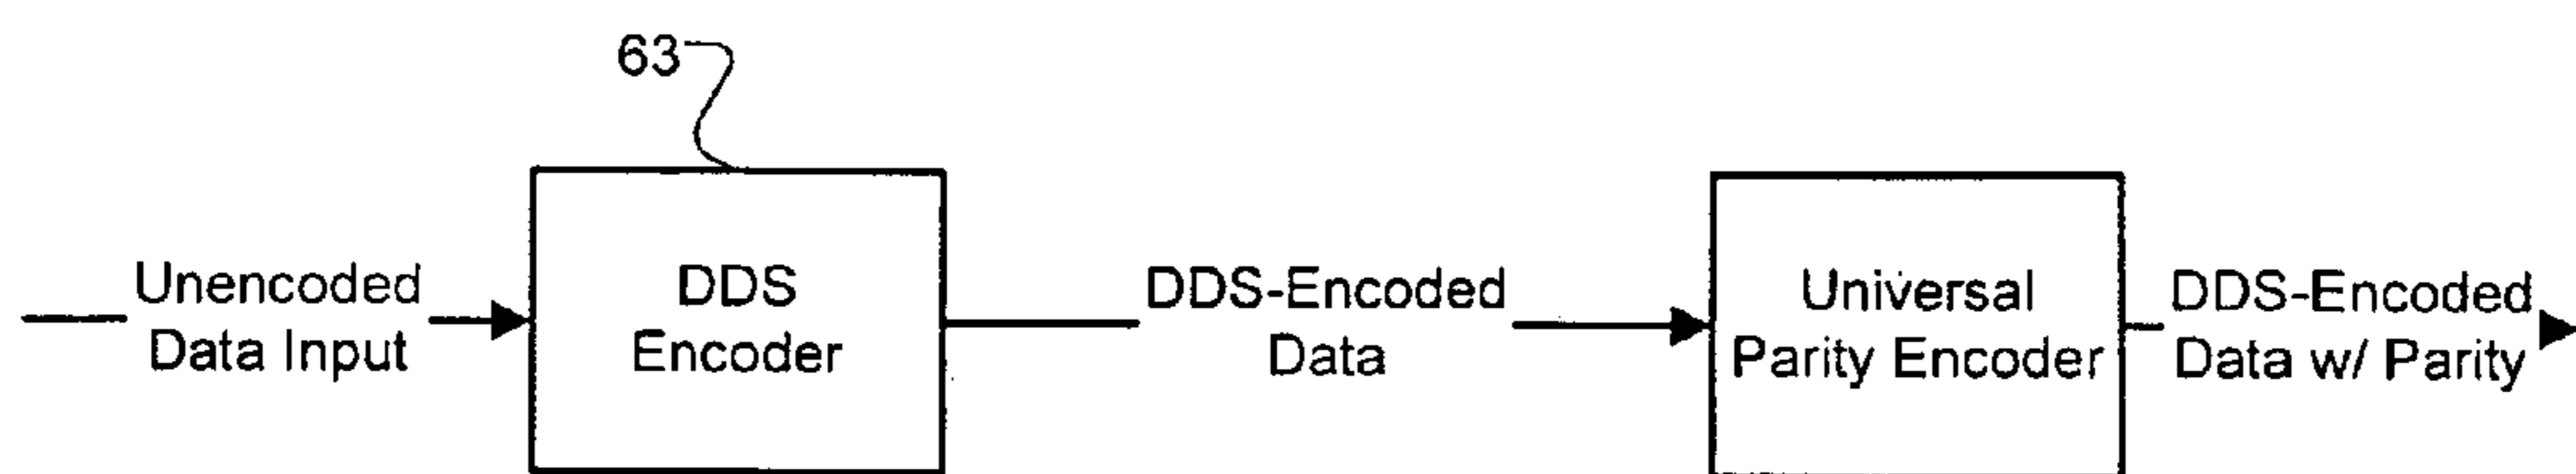 63
Unencoded
Data Input
DDS
Encoder
DDS-Encoded
Data
Universal
Parity Encoder
DDS-Encoded
Data w/ Parity